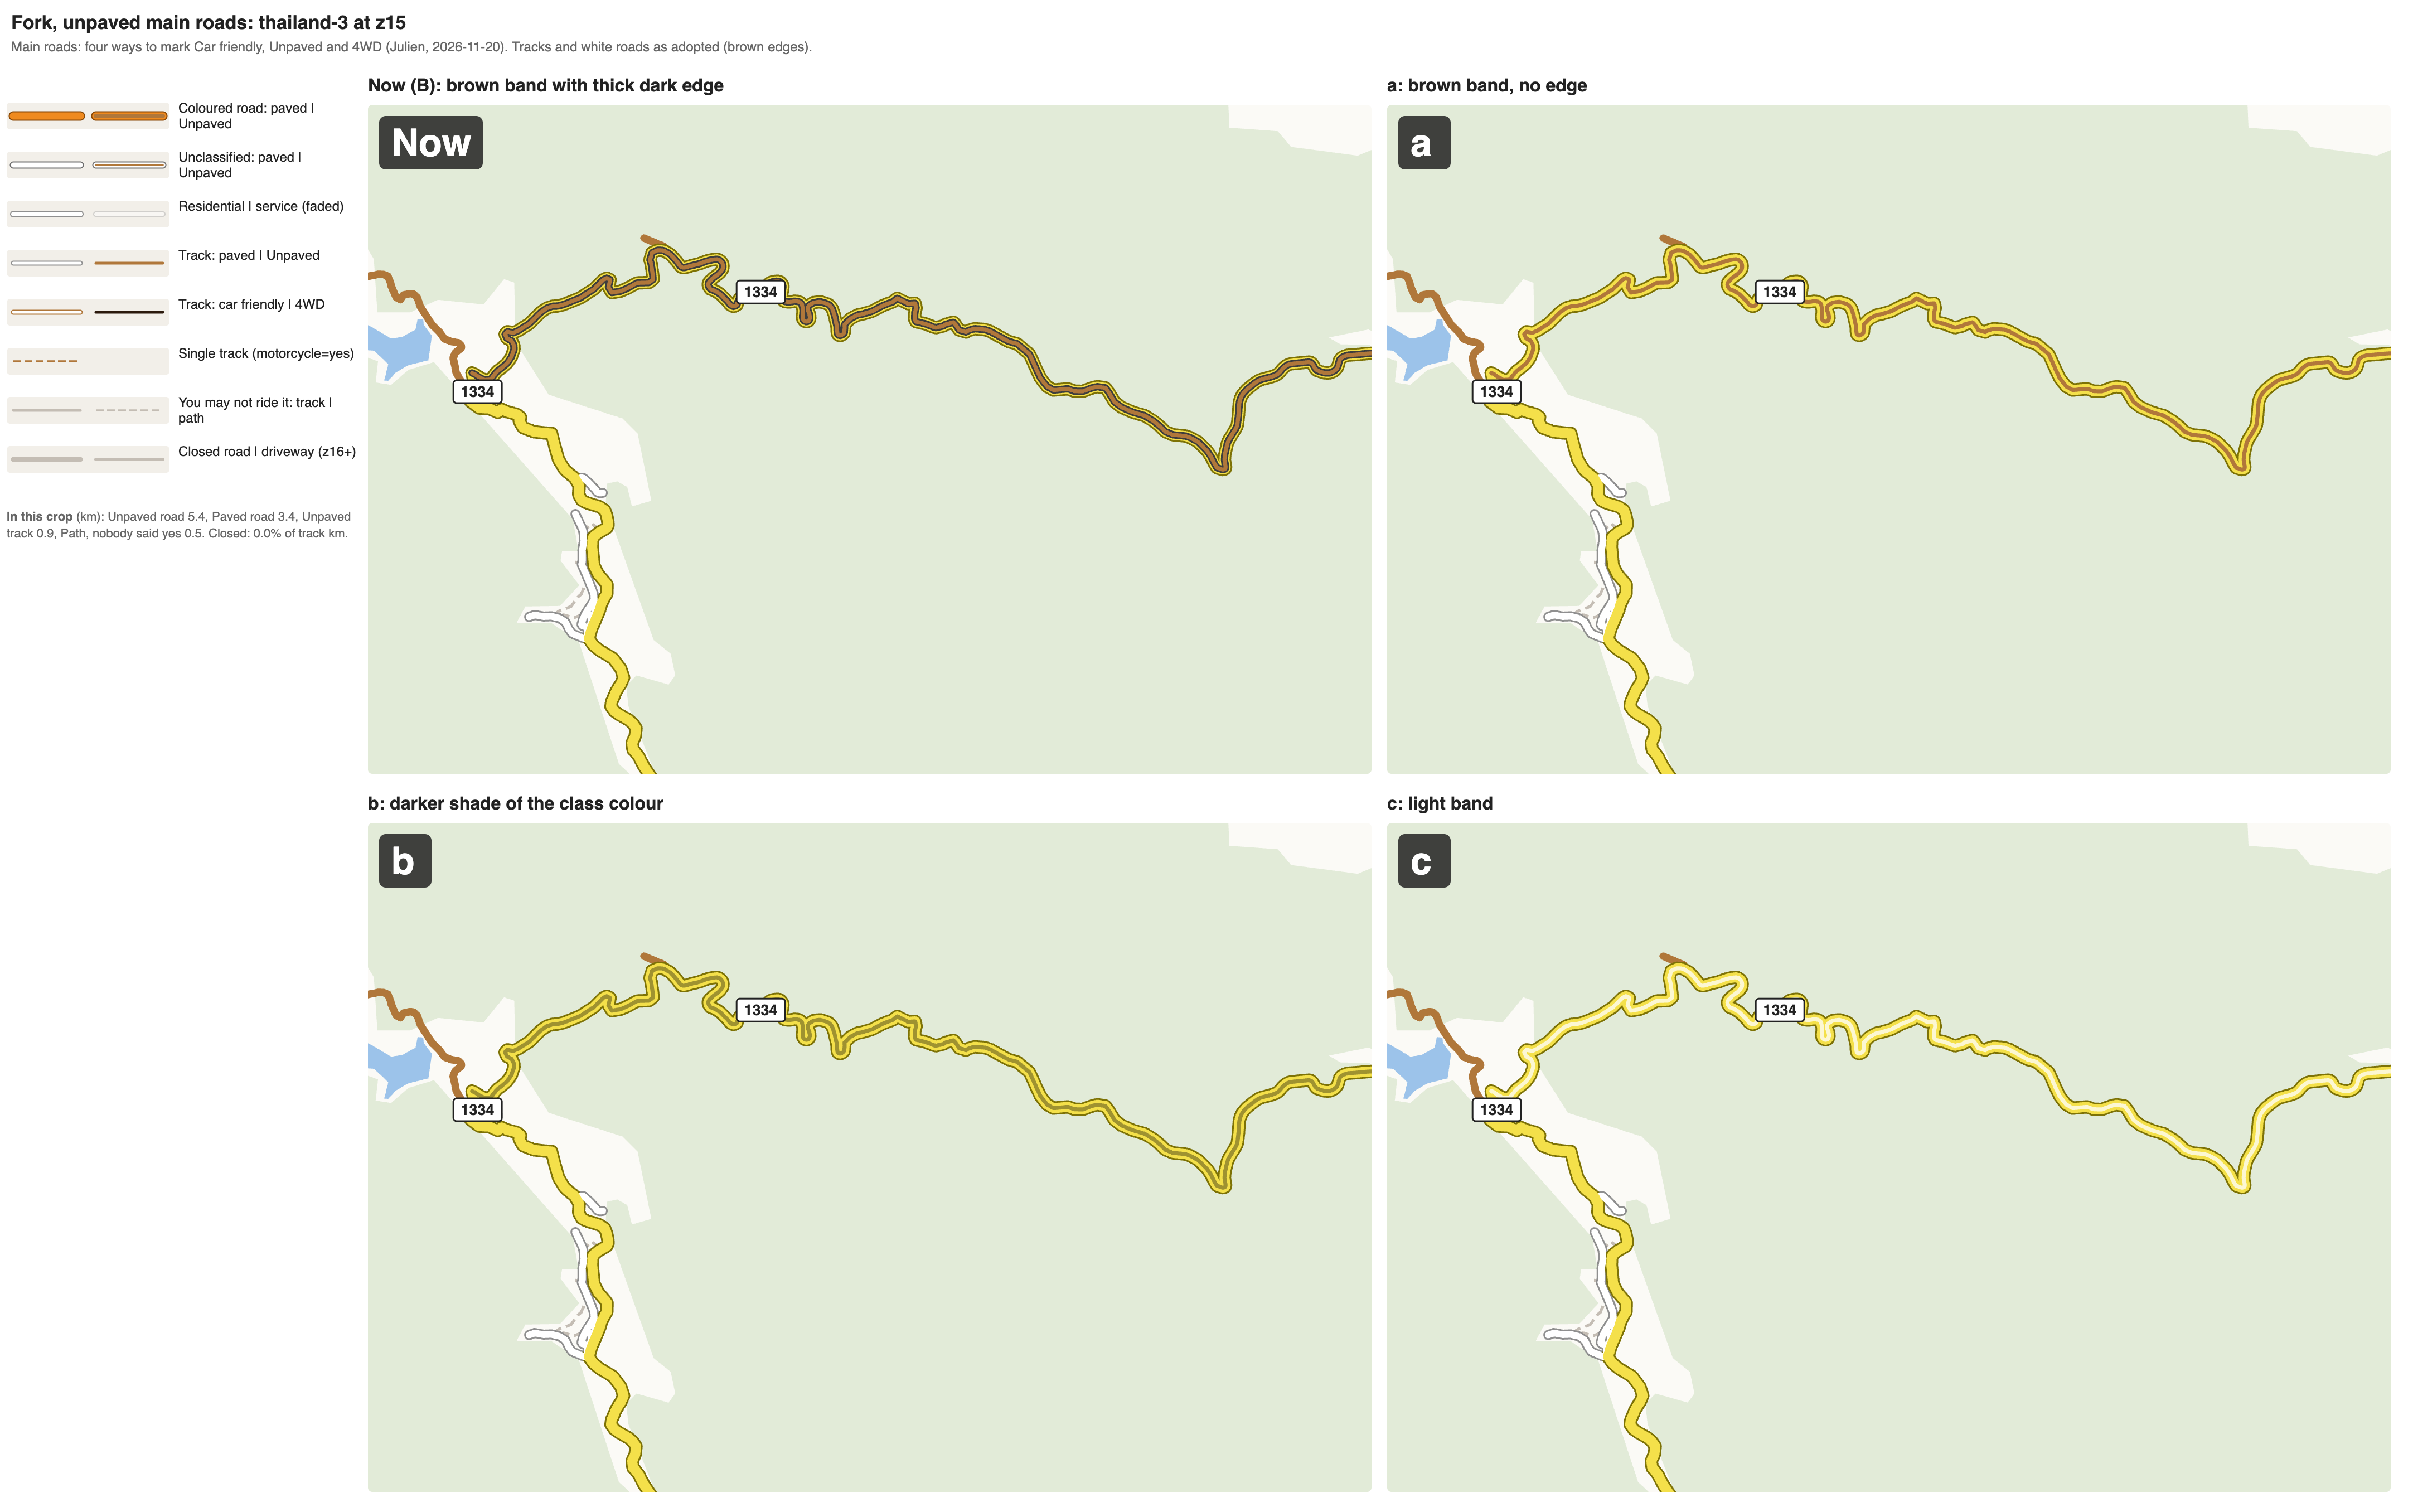 Fork, unpaved main roads: thailand-3 at z15
Main roads: four ways to mark Car friendly, Unpaved and 4WD (Julien, 2026-11-20). Tracks and white roads as adopted (brown edges).
Coloured road: paved |
Unpaved
Unclassified: paved |
Unpaved
Residential | service (faded)
Track: paved | Unpaved
Track: car friendly | 4WD
Single track (motorcycle=yes)
You may not ride it: track |
path
Closed road | driveway (z16+)
In this crop (km): Unpaved road 5.4, Paved road 3.4, Unpaved
track 0.9, Path, nobody said yes 0.5. Closed: 0.0% of track km.
Now (B): brown band with thick dark edge
Now
1334
1334
a: brown band, no edge
a
1334
1334
b: darker shade of the class colour
b
1334
1334
c: light band
c
1334
1334